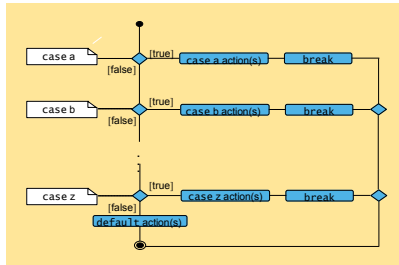 case a
[true]
case a action(s)
break
[false]
case b
[true]
case b action(s)
break
[false]
case z
[true]
case z action(s)
break
[false]
default action(s)